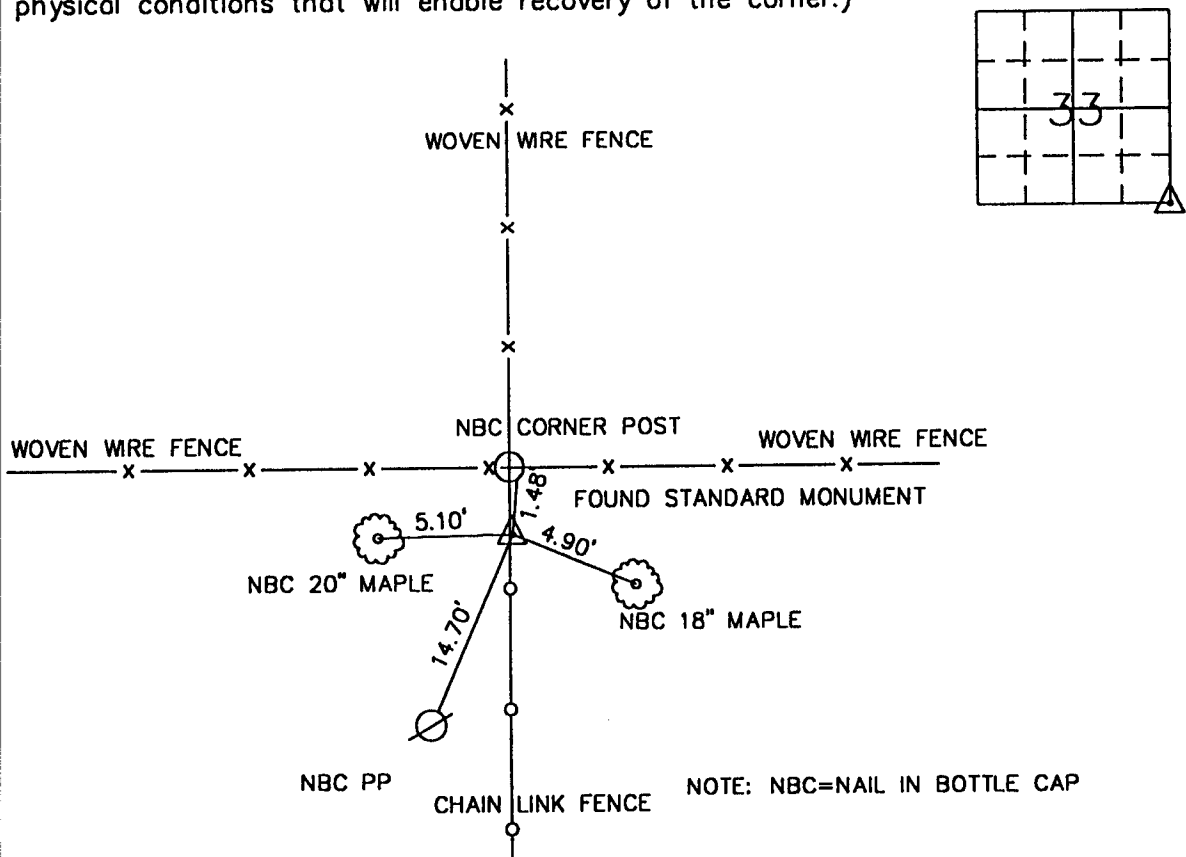 physical conditions that will enable recovery of the corner.)
33
WOVEN WIRE FENCE
NBC CORNER POST
WOVEN WIRE FENCE
WOVEN WIRE FENCE
1.48'
FOUND STANDARD MONUMENT
5.10'
4.90'
NBC 20" MAPLE
NBC 18" MAPLE
14.70'
NBC PP
NOTE: NBC=NAIL IN BOTTLE CAP
CHAIN LINK FENCE